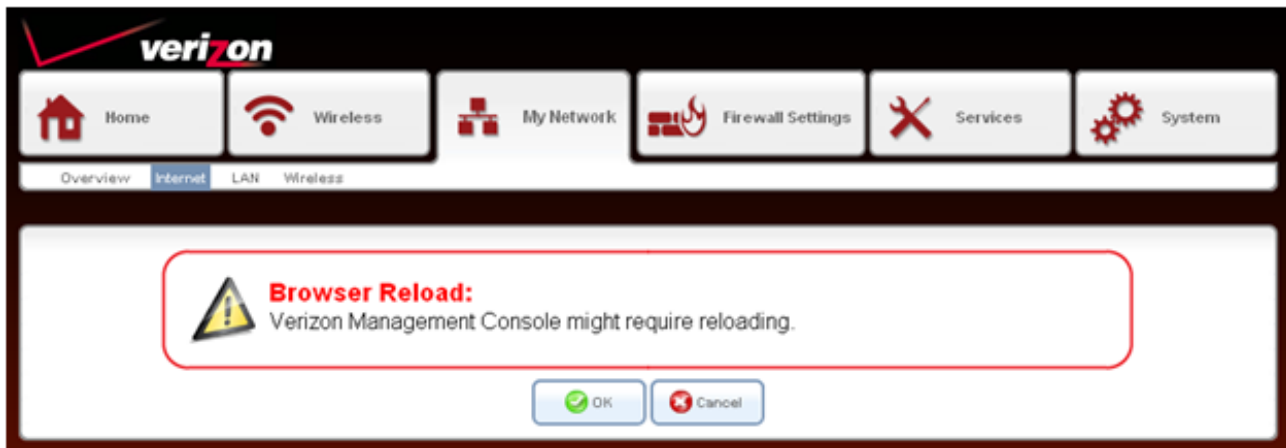 verizon
Home Wireless My Network Firewall Settings Services System
Overview Internet LAN Wireless
Browser Reload:
Verizon Management Console might require reloading.
OK Cancel